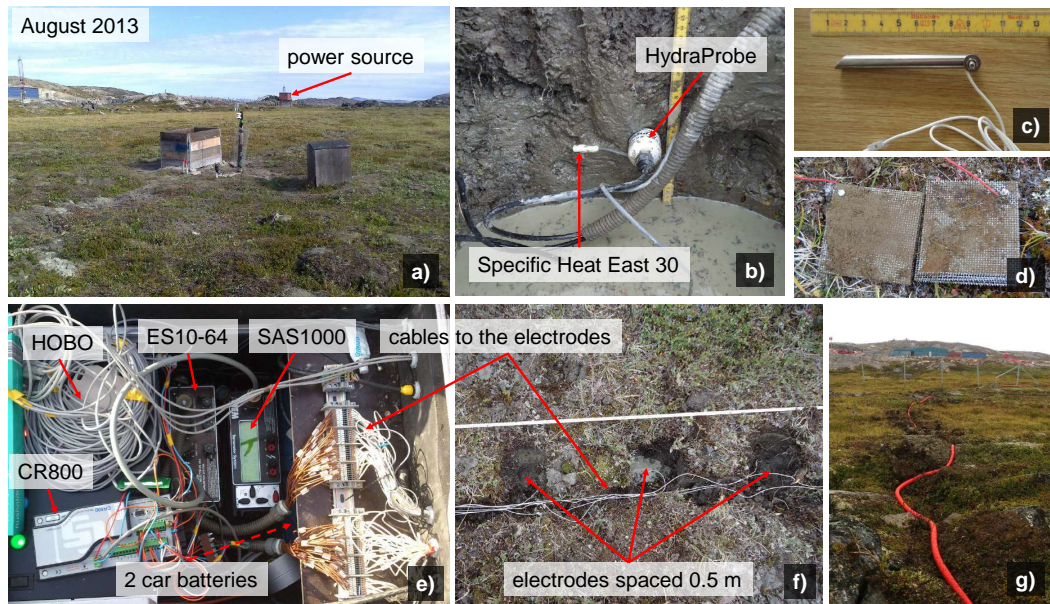 August 2013
power source
a)
HydraProbe
Specific Heat East 30
b)
c)
d)
HOBO
ES10-64
SAS1000
cables to the electrodes
CR800
2 car batteries
e)
electrodes spaced 0.5 m
f)
g)